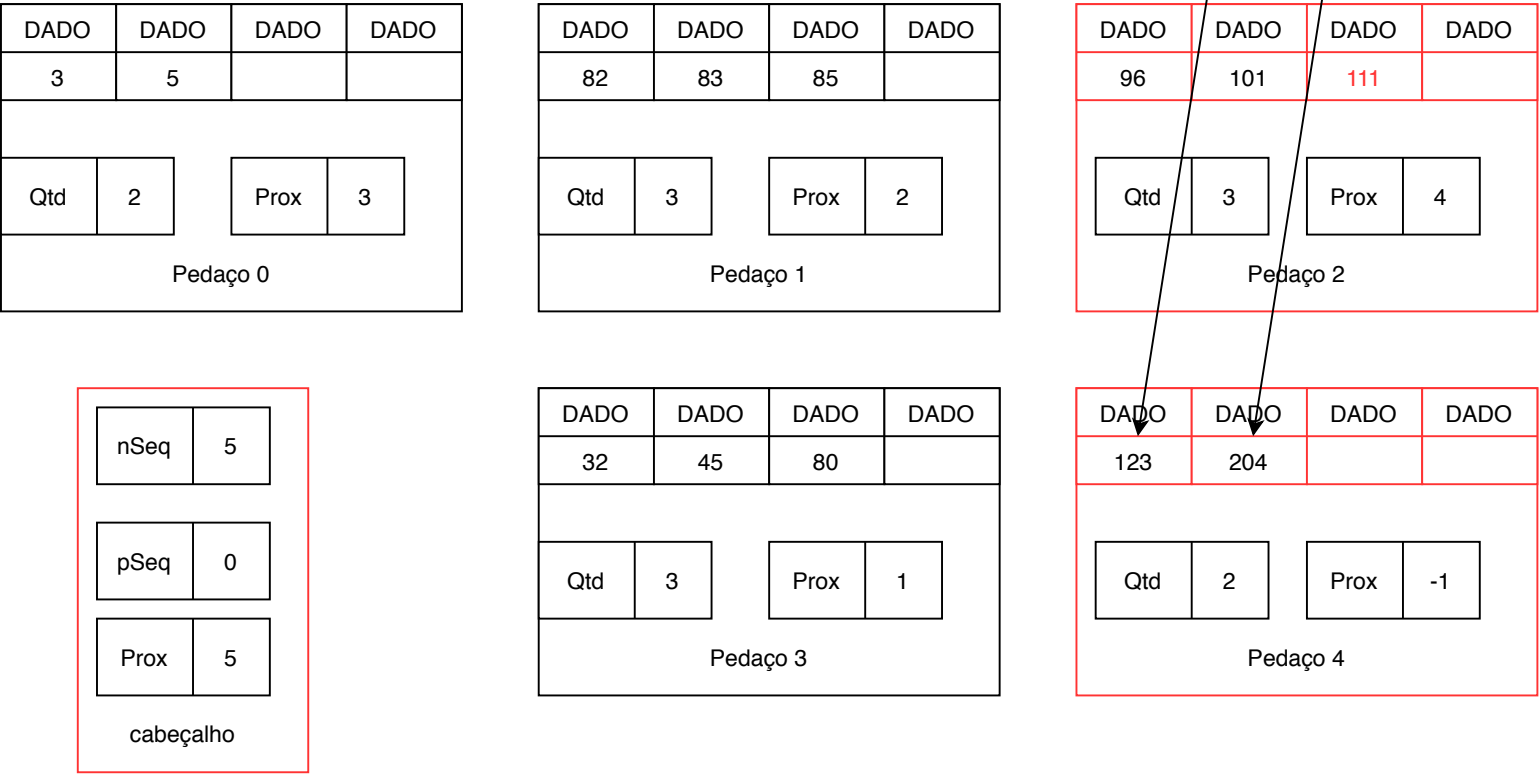 DADO DADO DADO DADO
3 5
Qtd 2 Prox 3
Pedaço 0
DADO DADO DADO DADO
82 83 85
Qtd 3 Prox 2
Pedaço 1
DADO DADO DADO DADO
96 101 111
Qtd 3 Prox 4
Pedaço 2
nSeq 5
pSeq 0
Prox 5
cabeçalho
DADO DADO DADO DADO
32 45 80
Qtd 3 Prox 1
Pedaço 3
DADO DADO DADO DADO
123 204
Qtd 2 Prox -1
Pedaço 4